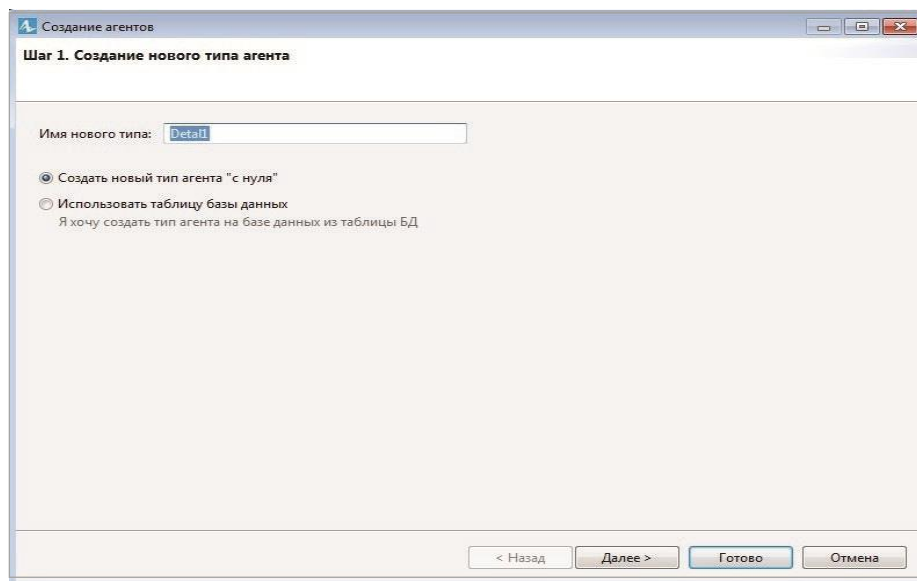 Создание агентов
Шаг 1. Создание нового типа агента
Имя нового типа: Detal1
Создать новый тип агента "с нуля"
Использовать таблицу базы данных
Я хочу создать тип агента на базе данных из таблицы БД
< Назад Далее > Готово Отмена